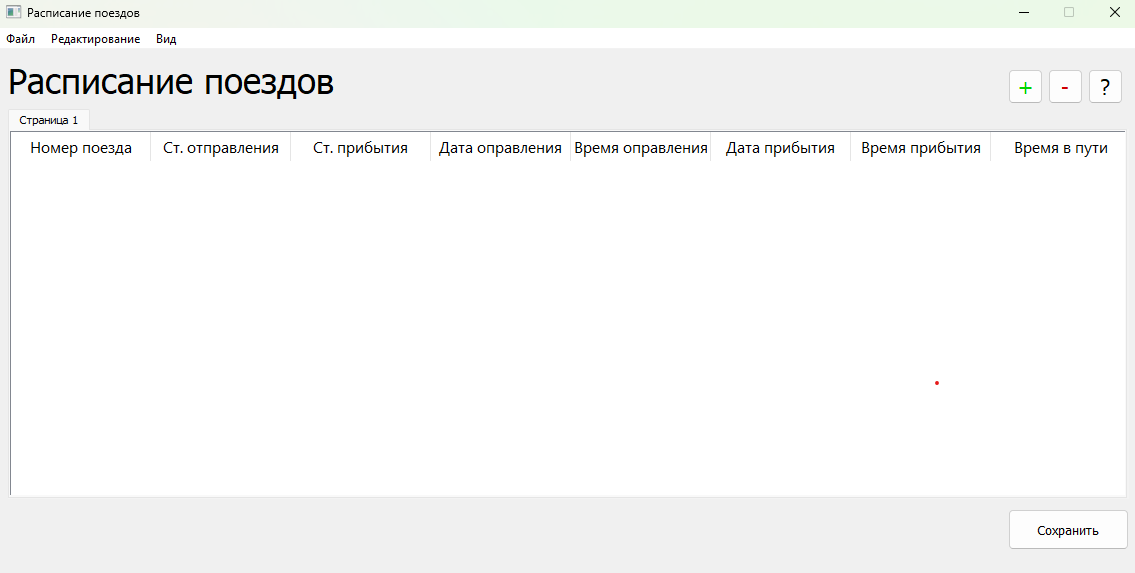 Расписание поездов
Файл Редактирование Вид
Расписание поездов
+ - ?
Страница 1
Номер поезда Ст. отправления Ст. прибытия Дата оправления Время оправления Дата прибытия Время прибытия Время в пути
Сохранить